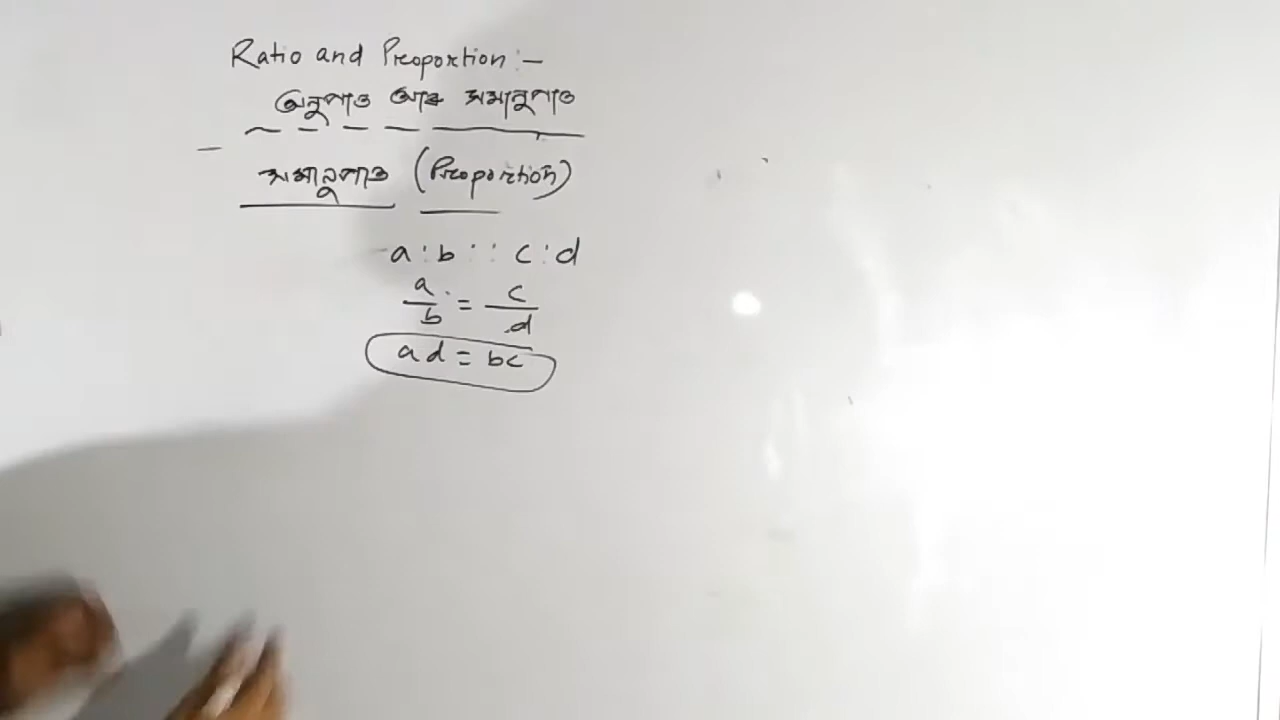 Ratio and Proportion :-
অনুপাত আৰু সমানুপাত
সমানুপাত (Proportion)
a : b : : c : d
a/b = c/d
ad = bc